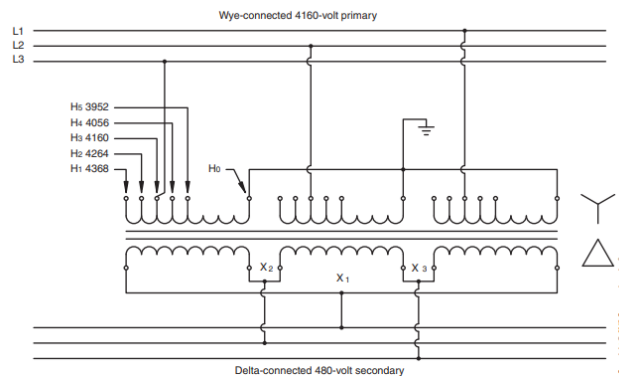 Wye-connected 4160-volt primary
L1
L2
L3
H5 3952
H4 4056
H3 4160
H2 4264
H1 4368
H0
X2
X1
X3
Delta-connected 480-volt secondary